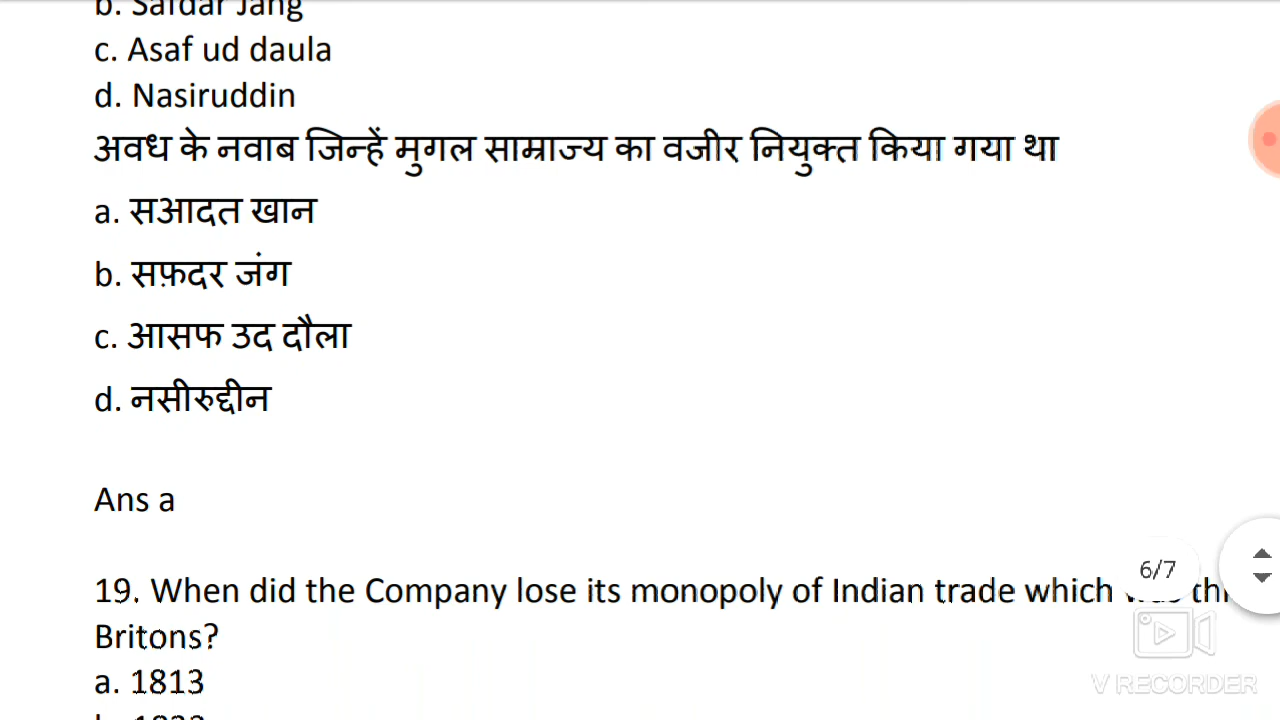 b. Safdar Jang
c. Asaf ud daula
d. Nasiruddin
अवध के नवाब जिन्हें मुगल साम्राज्य का वजीर नियुक्त किया गया था
a. सआदत खान
b. सफ़दर जंग
c. आसफ उद दौला
d. नसीरुद्दीन
Ans a
6/7
19. When did the Company lose its monopoly of Indian trade which was
Britons?
a. 1813
V RECORDER